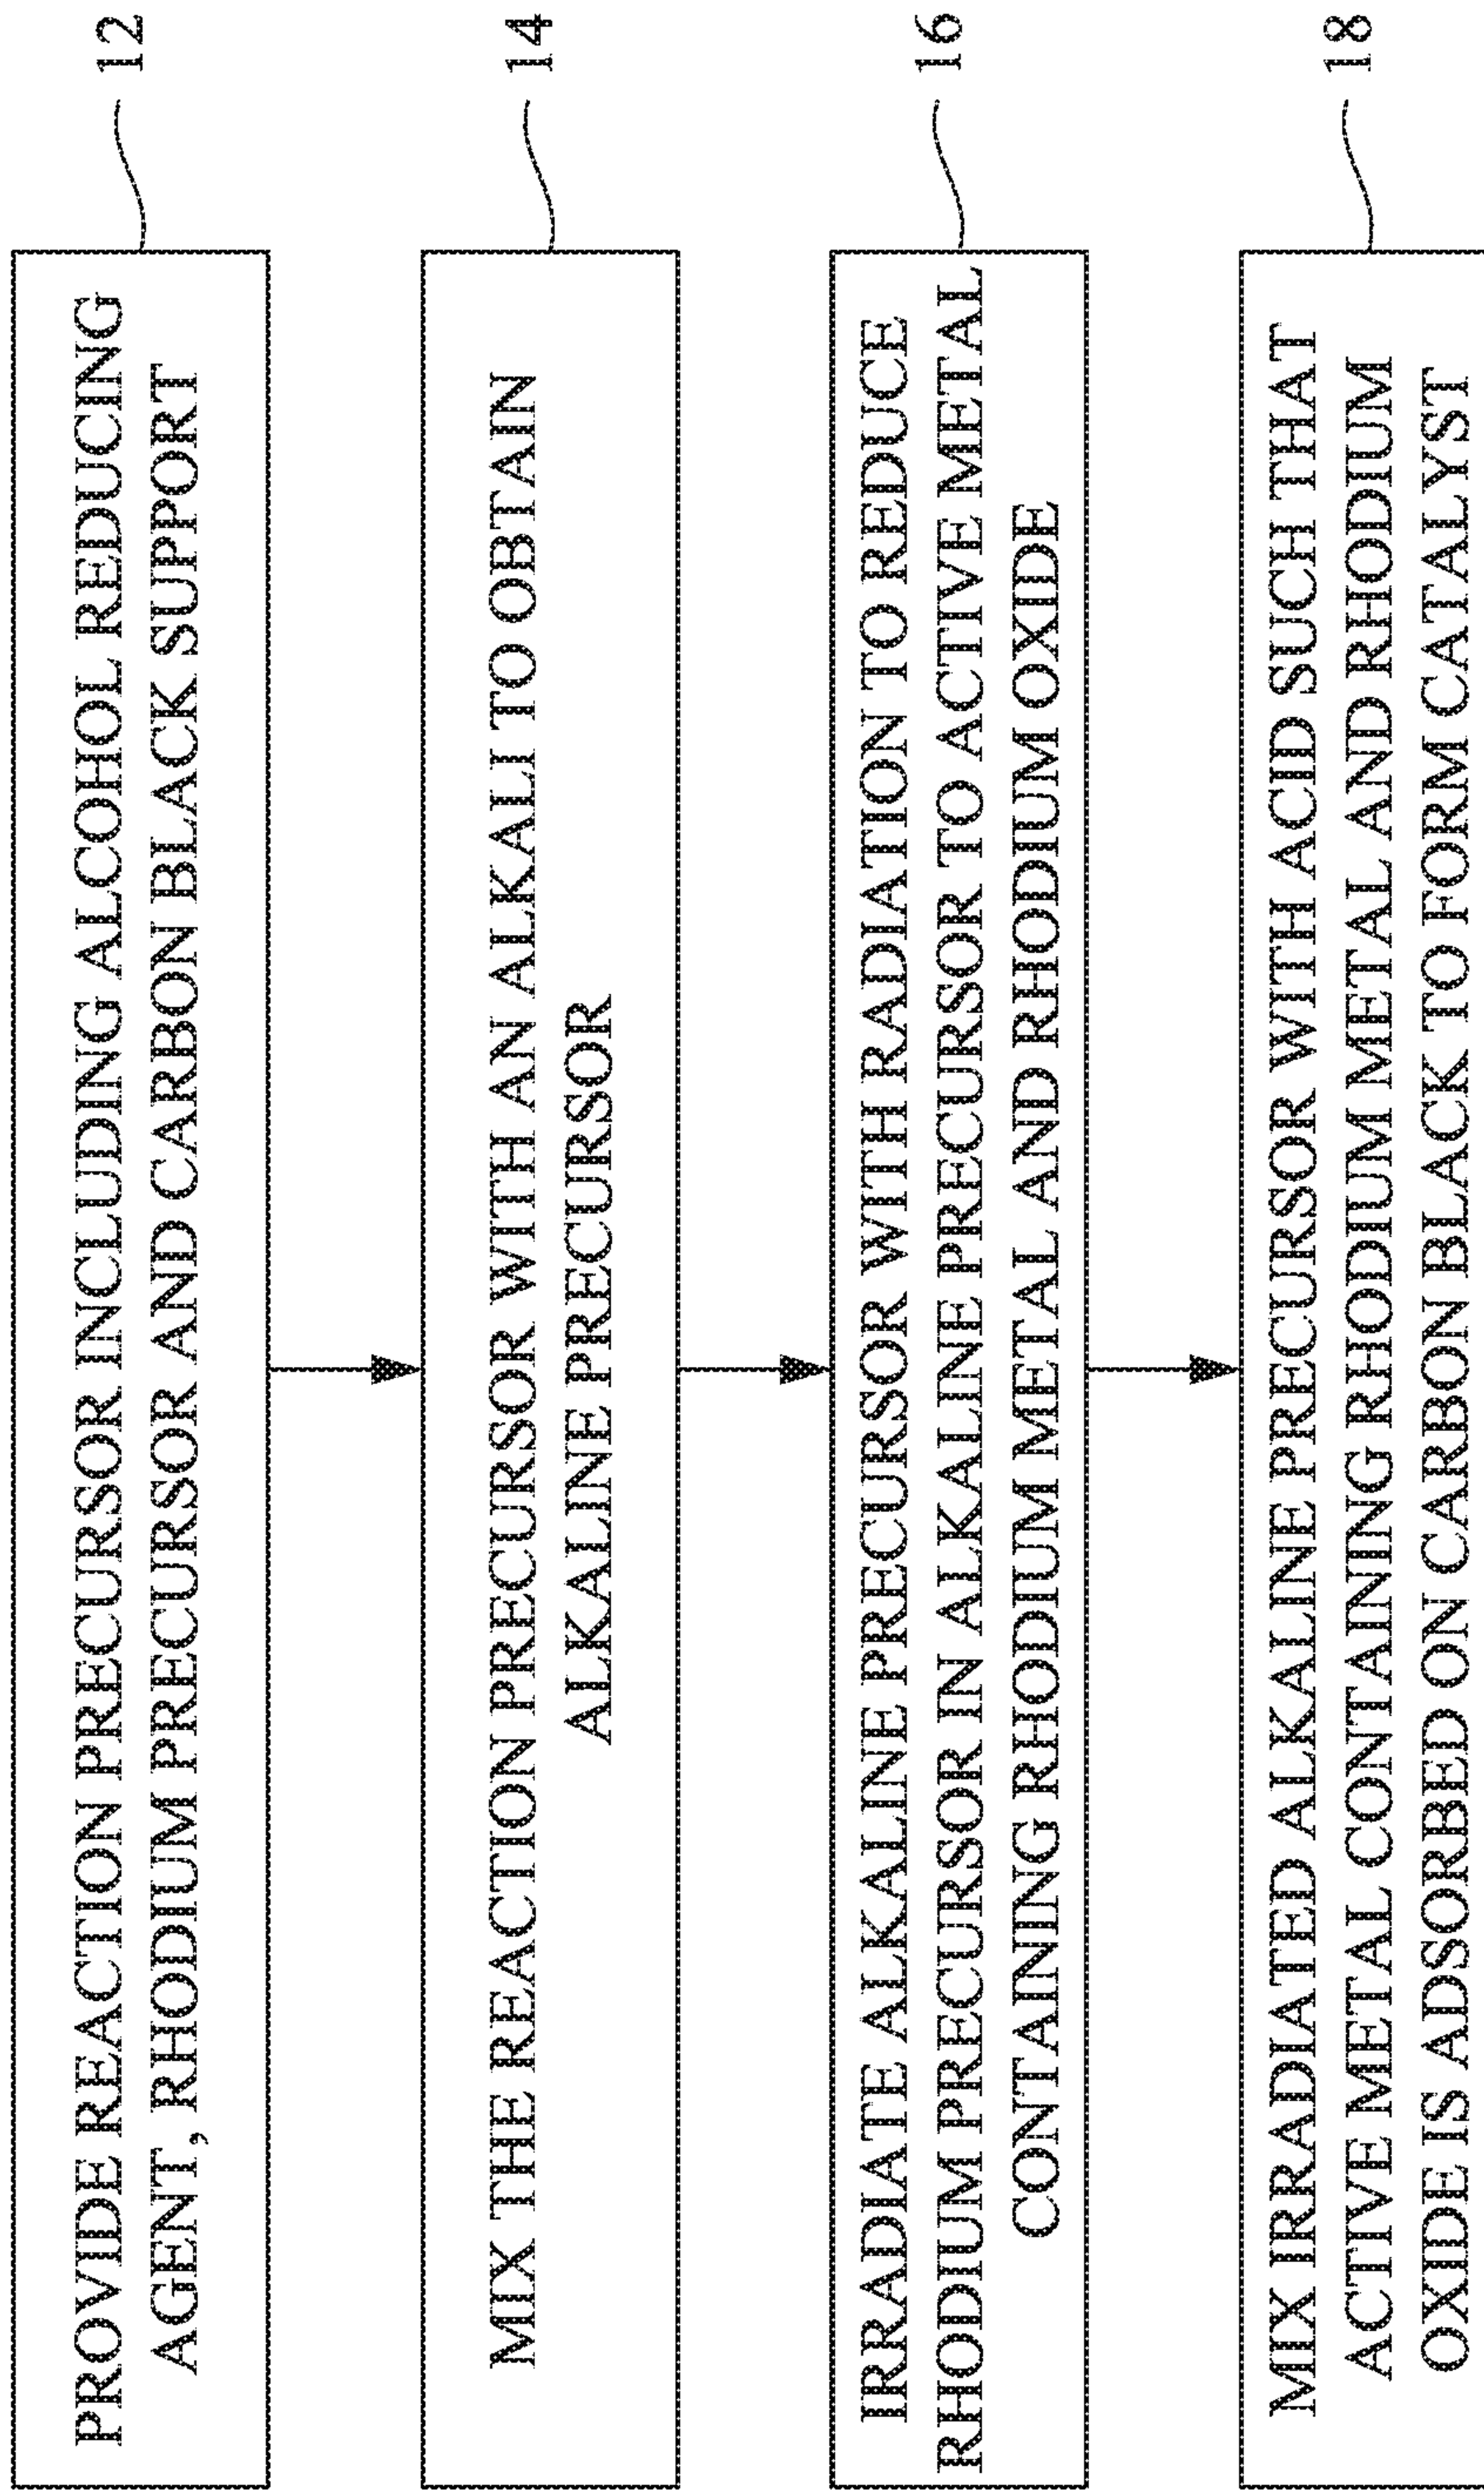 PROVIDE REACTION PRECURSOR INCLUDING ALCOHOL REDUCING
AGENT, RHODIUM PRECURSOR AND CARBON BLACK SUPPORT
12
MIX THE REACTION PRECURSOR WITH AN ALKALI TO OBTAIN
ALKALINE PRECURSOR
14
IRRADIATE ALKALINE PRECURSOR WITH RADIATION TO REDUCE
RHODIUM PRECURSOR IN ALKALINE PRECURSOR TO ACTIVE METAL
CONTAINING RHODIUM METAL AND RHODIUM OXIDE
16
MIX IRRADIATED ALKALINE PRECURSOR WITH ACID SUCH THAT
ACTIVE METAL CONTAINING RHODIUM METAL AND RHODIUM
OXIDE IS ADSORBED ON CARBON BLACK TO FORM CATALYST
18